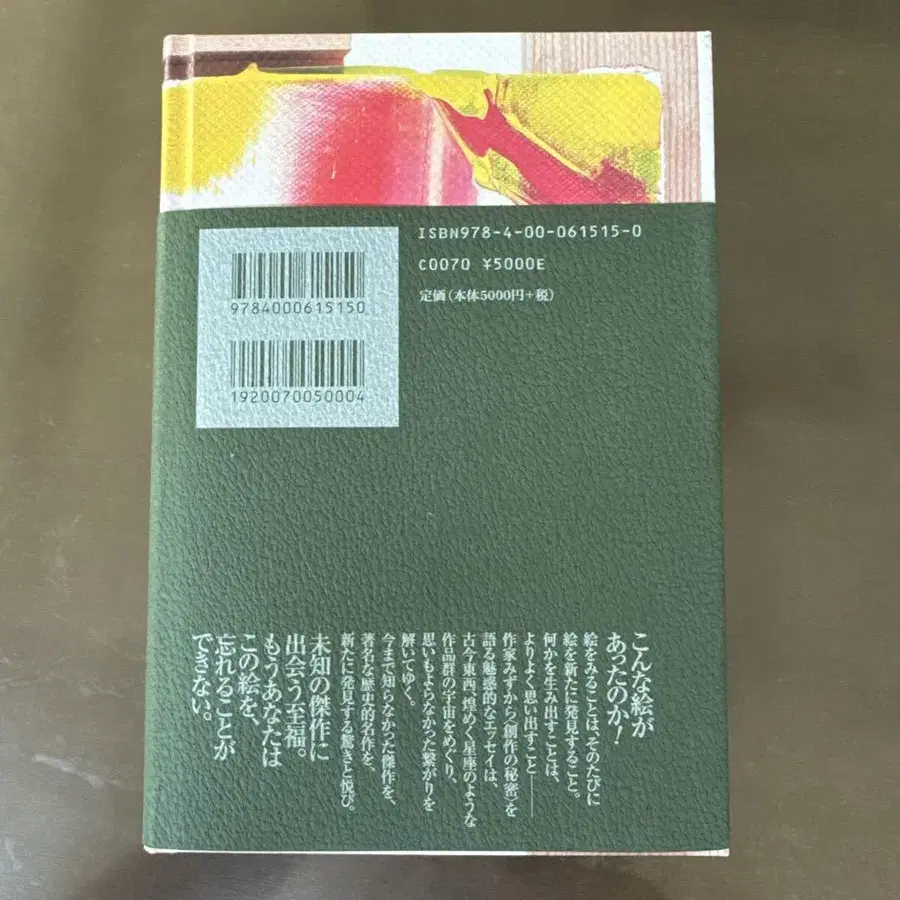 ISBN978-4-00-061515-0
C0070 ¥5000E
定価(本体5000円+税)
9784000615150
1920070050004
こんな絵が
あったのか!
絵をみることは、そのたびに
絵を新たに発見すること。
何かを生み出すことは、
よりよく思い出すこと――
作家みずから〈創作の秘密〉を
語る魅惑的なエッセイは、
古今東西、煌めく星座のような
作品群の宇宙をめぐり、
思いもよらなかった繋がりを
解いてゆく。
今まで知らなかった傑作を、
著名な歴史的名作を、
新たに発見する驚きと悦び。
未知の傑作に
出会う至福。
もうあなたは
この絵を、
忘れることが
できない。